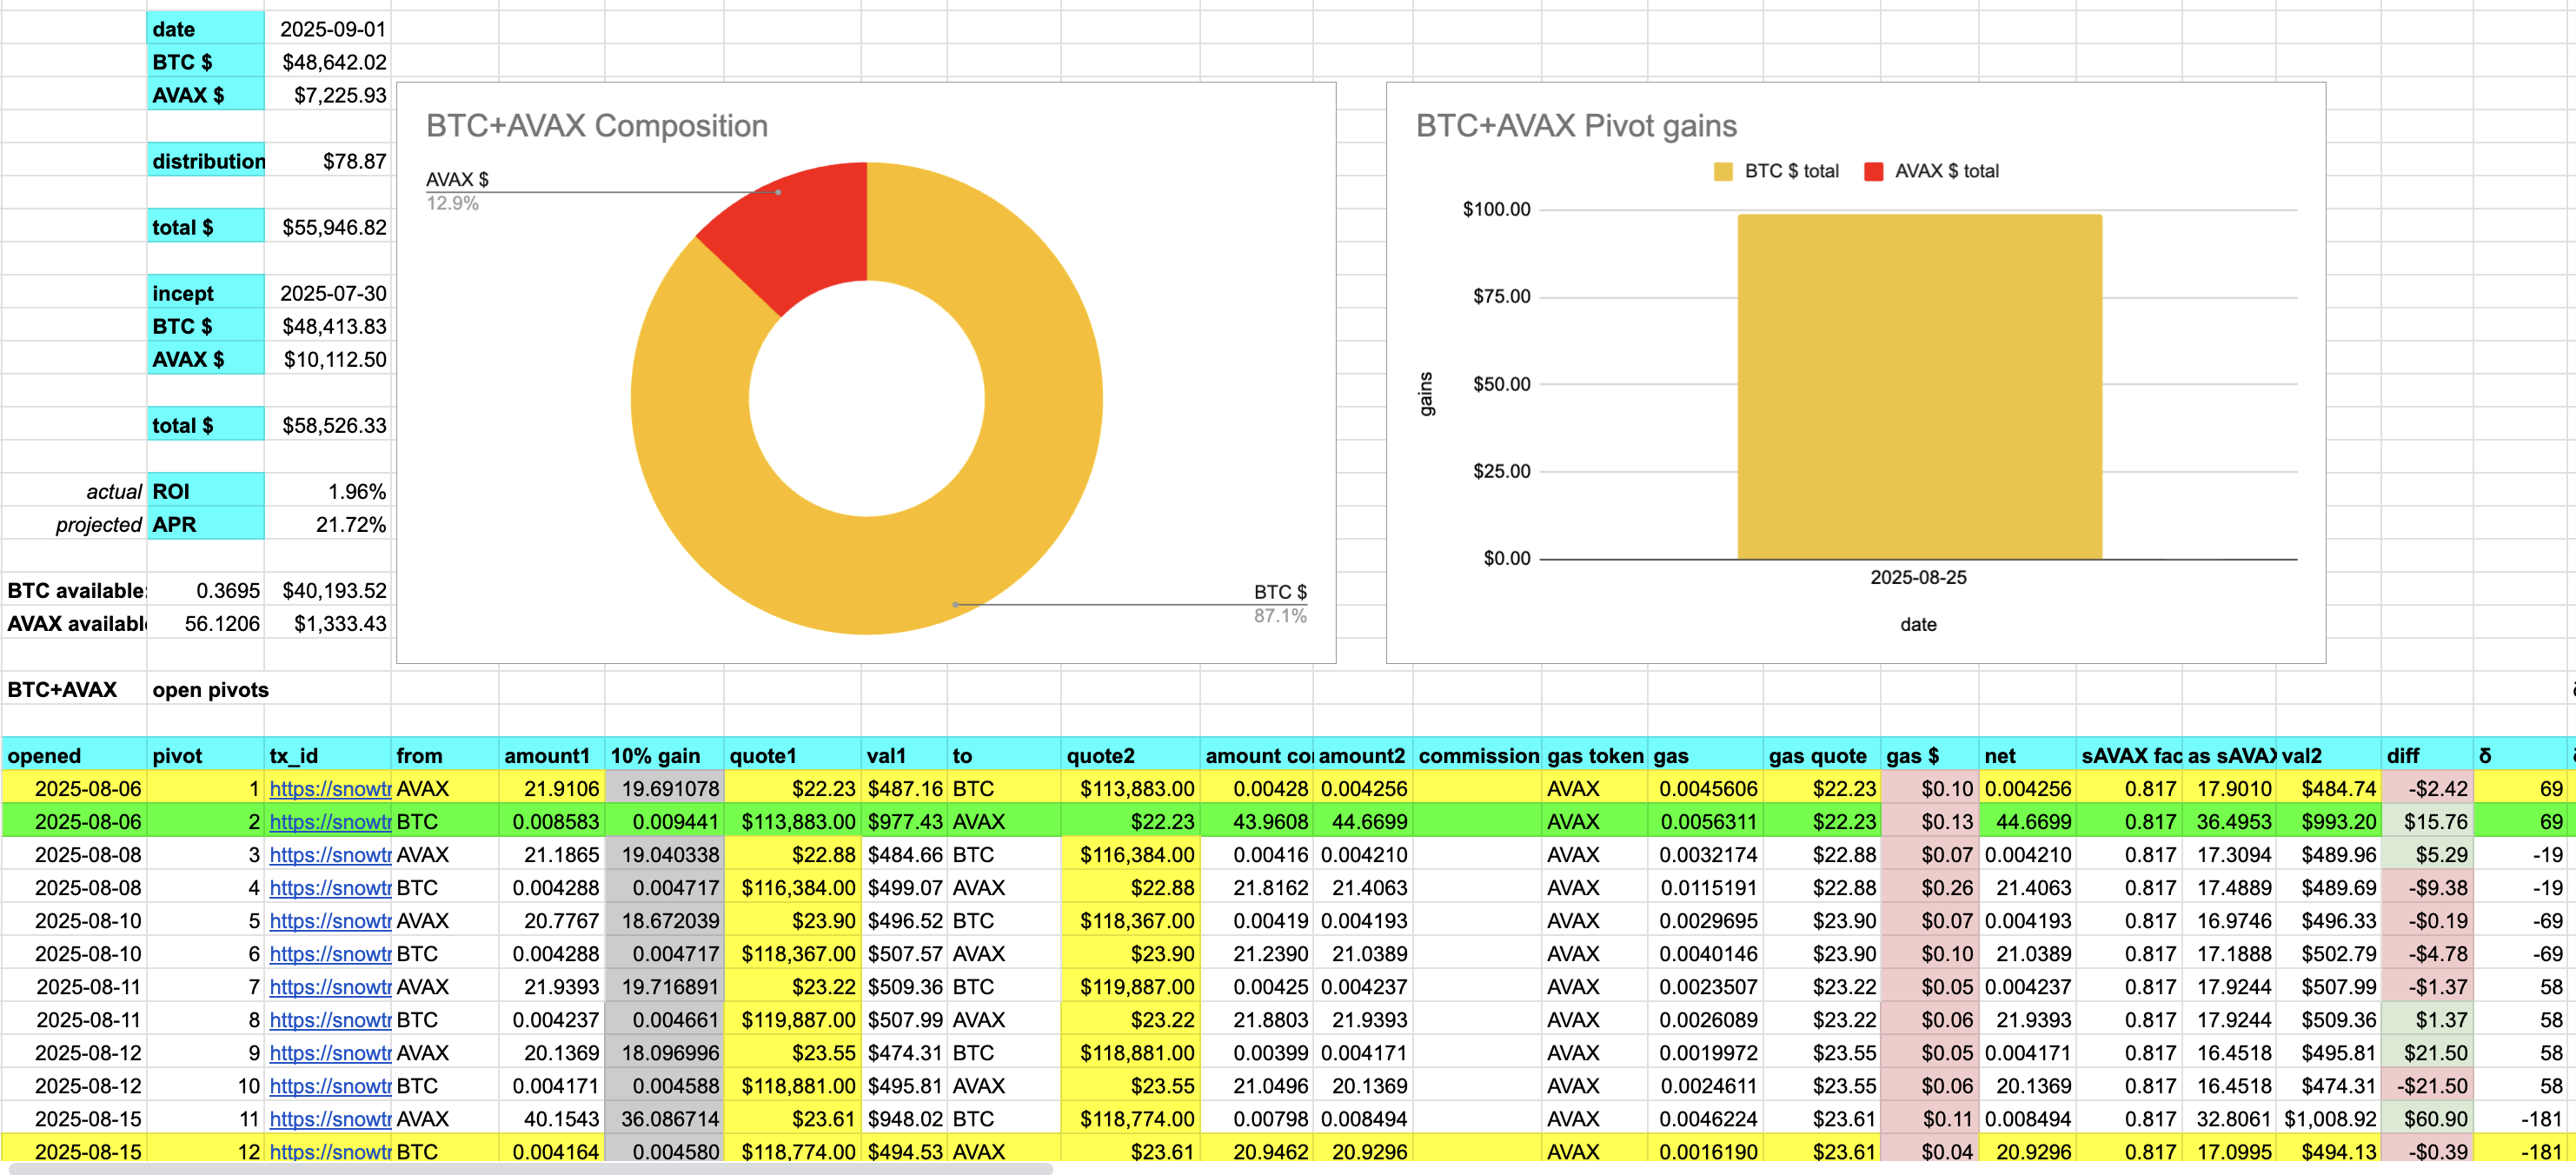 date 2025-09-01
BTC $ $48,642.02
AVAX $ $7,225.93
distribution $78.87
total $ $55,946.82
incept 2025-07-30
BTC $ $48,413.83
AVAX $ $10,112.50
total $ $58,526.33
actual ROI 1.96%
projected APR 21.72%
BTC available: 0.3695 $40,193.52
AVAX availabl 56.1206 $1,333.43
BTC+AVAX Composition
AVAX $
12.9%
BTC $
87.1%
BTC+AVAX Pivot gains
BTC $ total AVAX $ total
$100.00
$75.00
$50.00
$25.00
$0.00
gains
2025-08-25
date
BTC+AVAX open pivots
opened pivot tx_id from amount1 10% gain quote1 val1 to quote2 amount co amount2 commission gas token gas gas quote gas $ net sAVAX fac as sAVAX val2 diff δ
2025-08-06 1 https://snowtr AVAX 21.9106 19.691078 $22.23 $487.16 BTC $113,883.00 0.00428 0.004256 AVAX 0.0045606 $22.23 $0.10 0.004256 0.817 17.9010 $484.74 -$2.42 69
2025-08-06 2 https://snowtr BTC 0.008583 0.009441 $113,883.00 $977.43 AVAX $22.23 43.9608 44.6699 AVAX 0.0056311 $22.23 $0.13 44.6699 0.817 36.4953 $993.20 $15.76 69
2025-08-08 3 https://snowtr AVAX 21.1865 19.040338 $22.88 $484.66 BTC $116,384.00 0.00416 0.004210 AVAX 0.0032174 $22.88 $0.07 0.004210 0.817 17.3094 $489.96 $5.29 -19
2025-08-08 4 https://snowtr BTC 0.004288 0.004717 $116,384.00 $499.07 AVAX $22.88 21.8162 21.4063 AVAX 0.0115191 $22.88 $0.26 21.4063 0.817 17.4889 $489.69 -$9.38 -19
2025-08-10 5 https://snowtr AVAX 20.7767 18.672039 $23.90 $496.52 BTC $118,367.00 0.00419 0.004193 AVAX 0.0029695 $23.90 $0.07 0.004193 0.817 16.9746 $496.33 -$0.19 -69
2025-08-10 6 https://snowtr BTC 0.004288 0.004717 $118,367.00 $507.57 AVAX $23.90 21.2390 21.0389 AVAX 0.0040146 $23.90 $0.10 21.0389 0.817 17.1888 $502.79 -$4.78 -69
2025-08-11 7 https://snowtr AVAX 21.9393 19.716891 $23.22 $509.36 BTC $119,887.00 0.00425 0.004237 AVAX 0.0023507 $23.22 $0.05 0.004237 0.817 17.9244 $507.99 -$1.37 58
2025-08-11 8 https://snowtr BTC 0.004237 0.004661 $119,887.00 $507.99 AVAX $23.22 21.8803 21.9393 AVAX 0.0026089 $23.22 $0.06 21.9393 0.817 17.9244 $509.36 $1.37 58
2025-08-12 9 https://snowtr AVAX 20.1369 18.096996 $23.55 $474.31 BTC $118,881.00 0.00399 0.004171 AVAX 0.0019972 $23.55 $0.05 0.004171 0.817 16.4518 $495.81 $21.50 58
2025-08-12 10 https://snowtr BTC 0.004171 0.004588 $118,881.00 $495.81 AVAX $23.55 21.0496 20.1369 AVAX 0.0024611 $23.55 $0.06 20.1369 0.817 16.4518 $474.31 -$21.50 58
2025-08-15 11 https://snowtr AVAX 40.1543 36.086714 $23.61 $948.02 BTC $118,774.00 0.00798 0.008494 AVAX 0.0046224 $23.61 $0.11 0.008494 0.817 32.8061 $1,008.92 $60.90 -181
2025-08-15 12 https://snowtr BTC 0.004164 0.004580 $118,774.00 $494.53 AVAX $23.61 20.9462 20.9296 AVAX 0.0016190 $23.61 $0.04 20.9296 0.817 17.0995 $494.13 -$0.39 -181